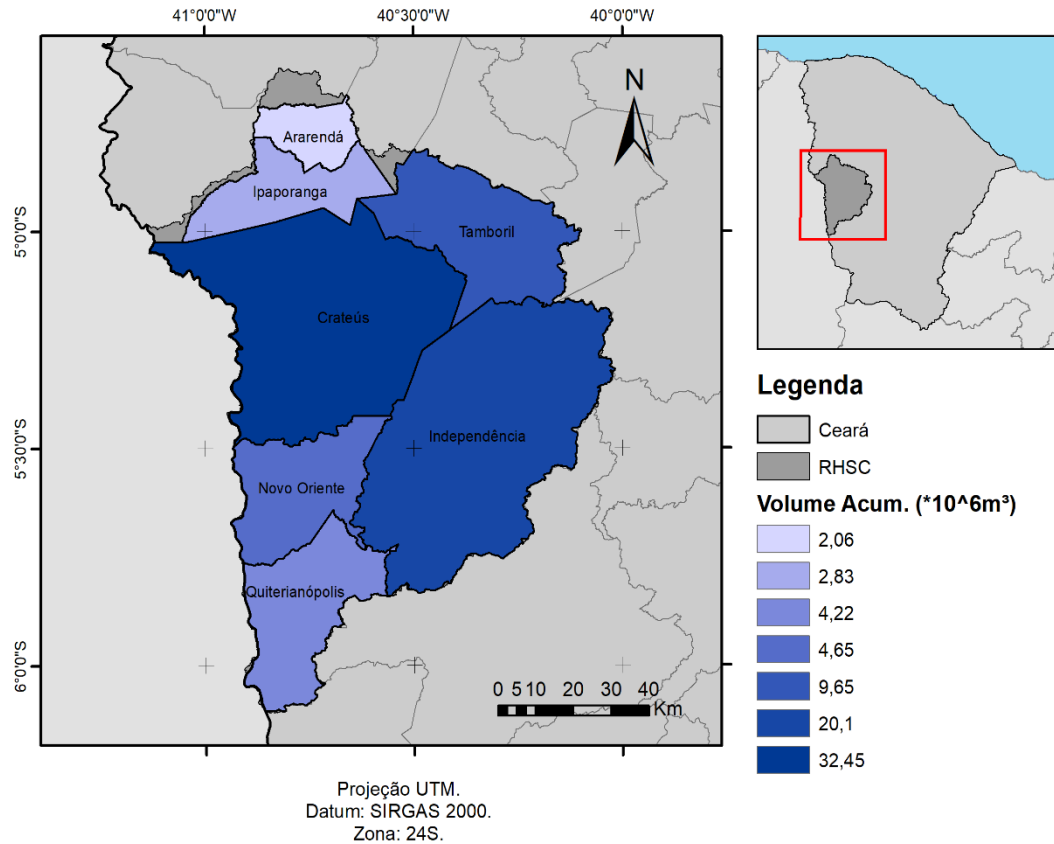 41°0'0"W
40°30'0"W
40°0'0"W
5°0'0"S
5°30'0"S
6°0'0"S
N
Ararendá
Ipaporanga
Tamboril
Crateús
Independência
Novo Oriente
Quiterianópolis
0 5 10 20 30 40
Km
Projeção UTM.
Datum: SIRGAS 2000.
Zona: 24S.
Legenda
Ceará
RHSC
Volume Acum. (*10^6m³)
2,06
2,83
4,22
4,65
9,65
20,1
32,45